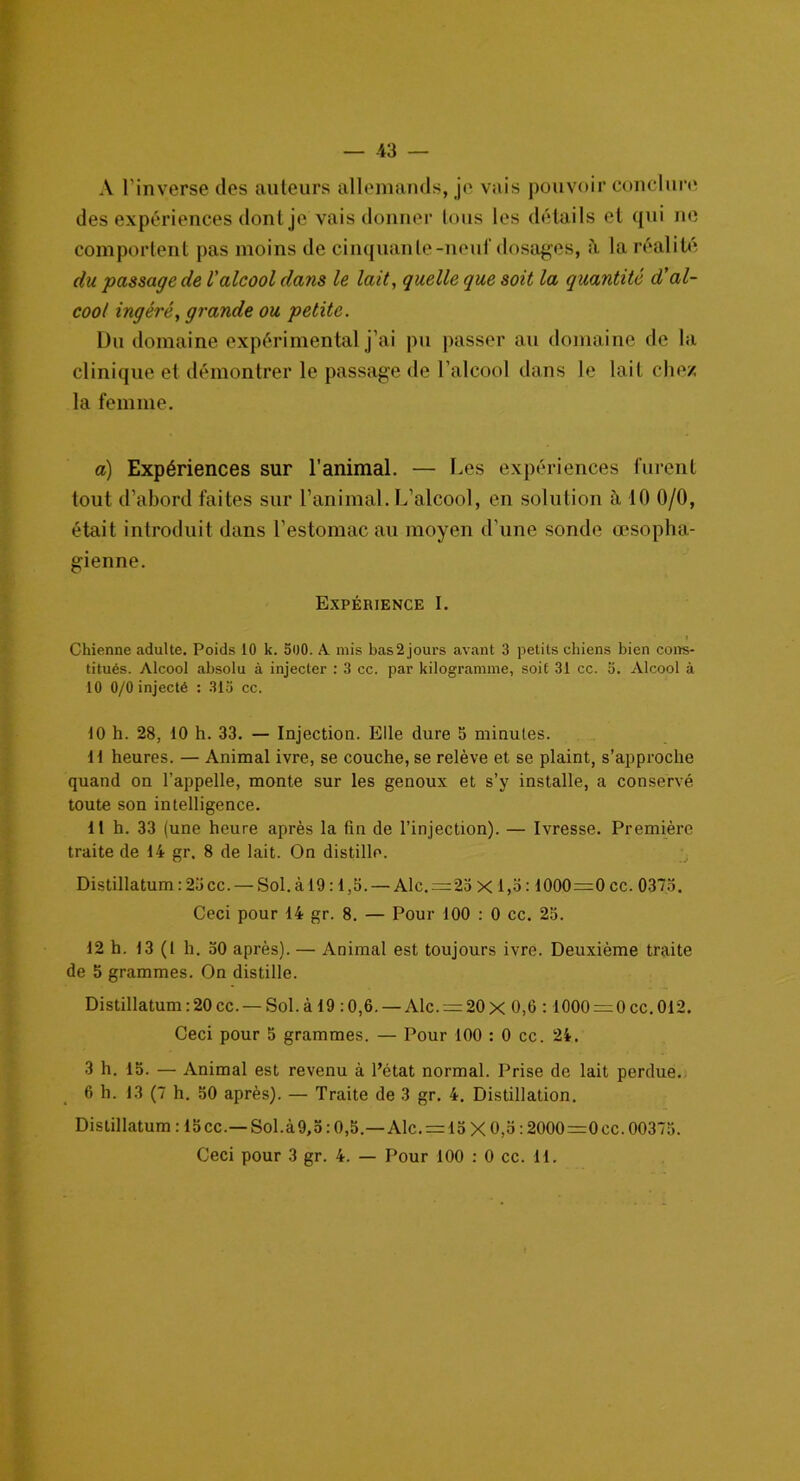 — 43 —
A l'inverse des auteurs allemands, je vais pouvoir conclure
des expériences dont je vais donner tous les détails et qui ne
comportent pas moins de cinquante-neuf dosages, à la réalité
du passage de l'alcool dans le lait, quelle que soit la quantité d'al-
cool ingéré, grande ou petite.
Du domaine expérimental j'ai pu passer au domaine de la
clinique et démontrer le passage de l'alcool dans le lait chez
la femme.
a) Expériences sur l'animal. — Les expériences furent
tout d'abord faites sur l'animal. L'alcool, en solution à 10 0/0,
était introduit dans l'estomac au moyen d'une sonde œsopha-
gienne.
EXPÉRIENCE I.
Chienne adulte. Poids 10 k. 500. A mis bas 2 jours avant 3 petits chiens bien cons-
titués. Alcool absolu à injecter : 3 cc. par kilogramme, soit 31 cc. 5. Alcool à
10 0/0 injecté : 315 cc.
10 h. 28, 10 h. 33. — Injection. Elle dure 5 minutes.
11 heures. — Animal ivre, se couche, se relève et se plaint, s'approche
quand on l'appelle, monte sur les genoux et s'y installe, a conservé
toute son intelligence.
11 h. 33 (une heure après la fin de l'injection). — Ivresse. Première
traite de 14 gr. 8 de lait. On distille.
Distillatum : 25 cc. — Sol. à 19 : 1,5. — Alc. = 25 × 1,5 : 1000 = 0 cc. 0375.
Ceci pour 14 gr. 8. — Pour 100 : 0 cc. 25.
12 h. 13 (1 h. 50 après). — Animal est toujours ivre. Deuxième traite
de 5 grammes. On distille.
Distillatum : 20 cc. — Sol. à 19 : 0,6. — Alc. = 20 × 0,6 : 1000 = 0 cc. 012.
Ceci pour 5 grammes. — Pour 100 : 0 cc. 24.
3 h. 15. — Animal est revenu à l'état normal. Prise de lait perdue.
6 h. 13 (7 h. 50 après). — Traite de 3 gr. 4. Distillation.
Distillatum : 15 cc. — Sol. à 9,5 : 0,5. — Alc. = 15 × 0,5 : 2000 = 0 cc. 00375.
Ceci pour 3 gr. 4. — Pour 100 : 0 cc. 11.